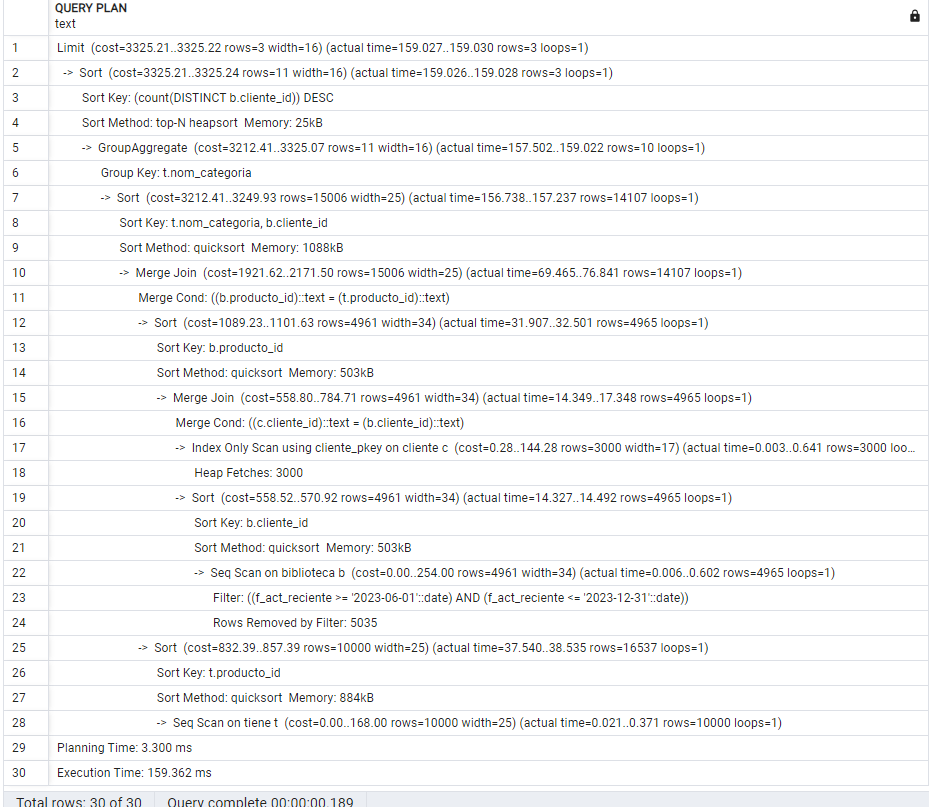 QUERY PLAN
text
1 Limit (cost=3325.21..3325.22 rows=3 width=16) (actual time=159.027..159.030 rows=3 loops=1)
2 -> Sort (cost=3325.21..3325.24 rows=11 width=16) (actual time=159.026..159.028 rows=3 loops=1)
3 Sort Key: (count(DISTINCT b.cliente_id)) DESC
4 Sort Method: top-N heapsort Memory: 25kB
5 -> GroupAggregate (cost=3212.41..3325.07 rows=11 width=16) (actual time=157.502..159.022 rows=10 loops=1)
6 Group Key: t.nom_categoria
7 -> Sort (cost=3212.41..3249.93 rows=15006 width=25) (actual time=156.738..157.237 rows=14107 loops=1)
8 Sort Key: t.nom_categoria, b.cliente_id
9 Sort Method: quicksort Memory: 1088kB
10 -> Merge Join (cost=1921.62..2171.50 rows=15006 width=25) (actual time=69.465..76.841 rows=14107 loops=1)
11 Merge Cond: ((b.producto_id)::text = (t.producto_id)::text)
12 -> Sort (cost=1089.23..1101.63 rows=4961 width=34) (actual time=31.907..32.501 rows=4965 loops=1)
13 Sort Key: b.producto_id
14 Sort Method: quicksort Memory: 503kB
15 -> Merge Join (cost=558.80..784.71 rows=4961 width=34) (actual time=14.349..17.348 rows=4965 loops=1)
16 Merge Cond: ((c.cliente_id)::text = (b.cliente_id)::text)
17 -> Index Only Scan using cliente_pkey on cliente c (cost=0.28..144.28 rows=3000 width=17) (actual time=0.003..0.641 rows=3000 loo...
18 Heap Fetches: 3000
19 -> Sort (cost=558.52..570.92 rows=4961 width=34) (actual time=14.327..14.492 rows=4965 loops=1)
20 Sort Key: b.cliente_id
21 Sort Method: quicksort Memory: 503kB
22 -> Seq Scan on biblioteca b (cost=0.00..254.00 rows=4961 width=34) (actual time=0.006..0.602 rows=4965 loops=1)
23 Filter: ((f_act_reciente >= '2023-06-01'::date) AND (f_act_reciente <= '2023-12-31'::date))
24 Rows Removed by Filter: 5035
25 -> Sort (cost=832.39..857.39 rows=10000 width=25) (actual time=37.540..38.535 rows=16537 loops=1)
26 Sort Key: t.producto_id
27 Sort Method: quicksort Memory: 884kB
28 -> Seq Scan on tiene t (cost=0.00..168.00 rows=10000 width=25) (actual time=0.021..0.371 rows=10000 loops=1)
29 Planning Time: 3.300 ms
30 Execution Time: 159.362 ms
Total rows: 30 of 30 Query complete 00:00:00.189